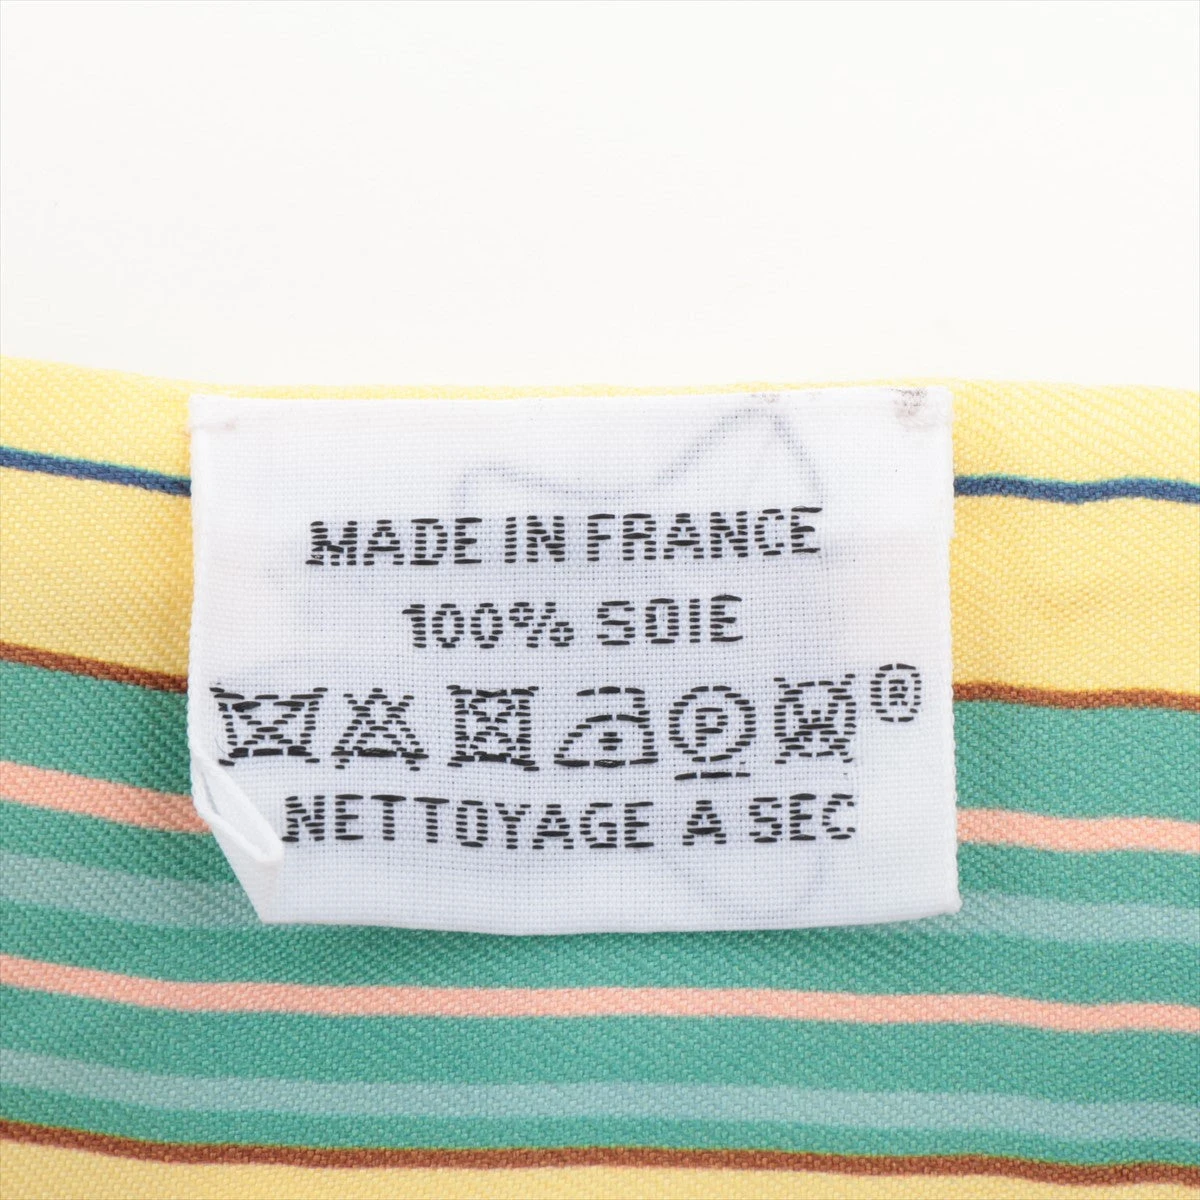 MADE IN FRANCE
100% SOIE
P ®
NETTOYAGE A SEC